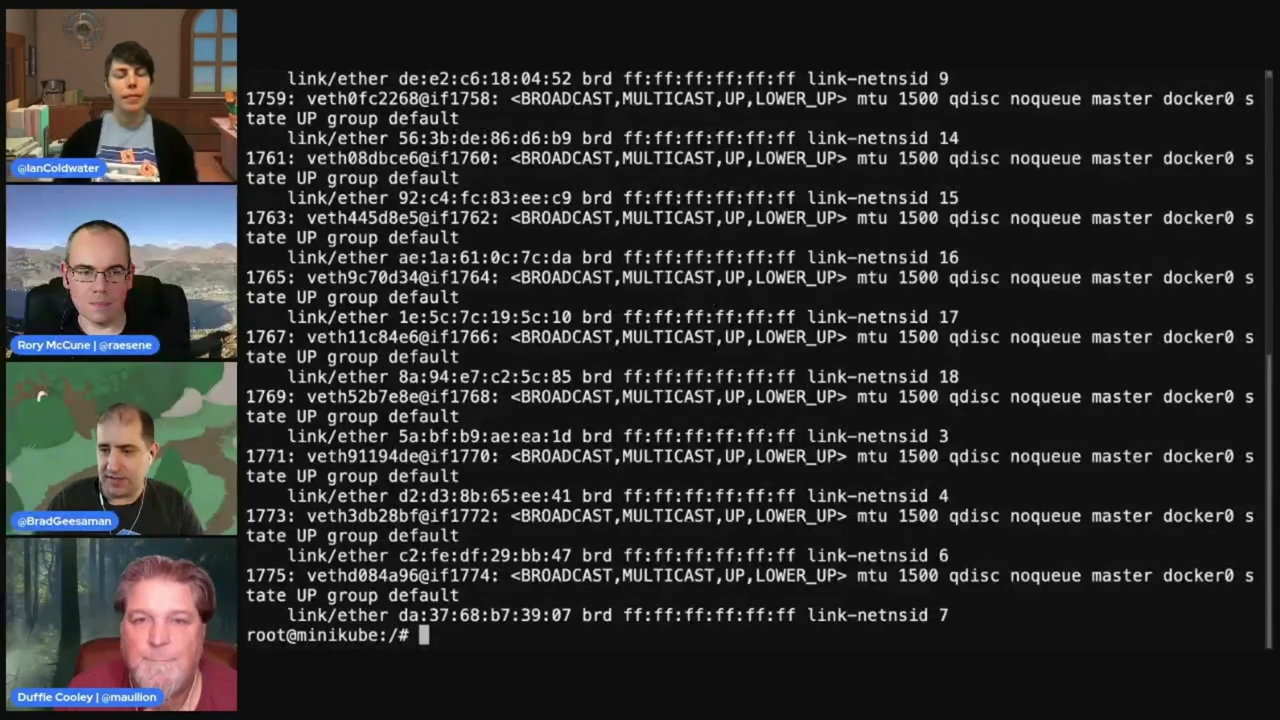 @IanColdwater
Rory McCune | @raesene
@BradGeesaman
Duffie Cooley | @mauilion
link/ether de:e2:c6:18:04:52 brd ff:ff:ff:ff:ff:ff link-netnsid 9
1759: veth0fc2268@if1758: <BROADCAST,MULTICAST,UP,LOWER_UP> mtu 1500 qdisc noqueue master docker0 s
tate UP group default
link/ether 56:3b:de:86:d6:b9 brd ff:ff:ff:ff:ff:ff link-netnsid 14
1761: veth08dbce6@if1760: <BROADCAST,MULTICAST,UP,LOWER_UP> mtu 1500 qdisc noqueue master docker0 s
tate UP group default
link/ether 92:c4:fc:83:ee:c9 brd ff:ff:ff:ff:ff:ff link-netnsid 15
1763: veth445d8e5@if1762: <BROADCAST,MULTICAST,UP,LOWER_UP> mtu 1500 qdisc noqueue master docker0 s
tate UP group default
link/ether ae:1a:61:0c:7c:da brd ff:ff:ff:ff:ff:ff link-netnsid 16
1765: veth9c70d34@if1764: <BROADCAST,MULTICAST,UP,LOWER_UP> mtu 1500 qdisc noqueue master docker0 s
tate UP group default
link/ether 1e:5c:7c:19:5c:10 brd ff:ff:ff:ff:ff:ff link-netnsid 17
1767: veth11c84e6@if1766: <BROADCAST,MULTICAST,UP,LOWER_UP> mtu 1500 qdisc noqueue master docker0 s
tate UP group default
link/ether 8a:94:e7:c2:5c:85 brd ff:ff:ff:ff:ff:ff link-netnsid 18
1769: veth52b7e8e@if1768: <BROADCAST,MULTICAST,UP,LOWER_UP> mtu 1500 qdisc noqueue master docker0 s
tate UP group default
link/ether 5a:bf:b9:ae:ea:1d brd ff:ff:ff:ff:ff:ff link-netnsid 3
1771: veth91194de@if1770: <BROADCAST,MULTICAST,UP,LOWER_UP> mtu 1500 qdisc noqueue master docker0 s
tate UP group default
link/ether d2:d3:8b:65:ee:41 brd ff:ff:ff:ff:ff:ff link-netnsid 4
1773: veth3db28bf@if1772: <BROADCAST,MULTICAST,UP,LOWER_UP> mtu 1500 qdisc noqueue master docker0 s
tate UP group default
link/ether c2:fe:df:29:bb:47 brd ff:ff:ff:ff:ff:ff link-netnsid 6
1775: vethd084a96@if1774: <BROADCAST,MULTICAST,UP,LOWER_UP> mtu 1500 qdisc noqueue master docker0 s
tate UP group default
link/ether da:37:68:b7:39:07 brd ff:ff:ff:ff:ff:ff link-netnsid 7
root@minikube:/#